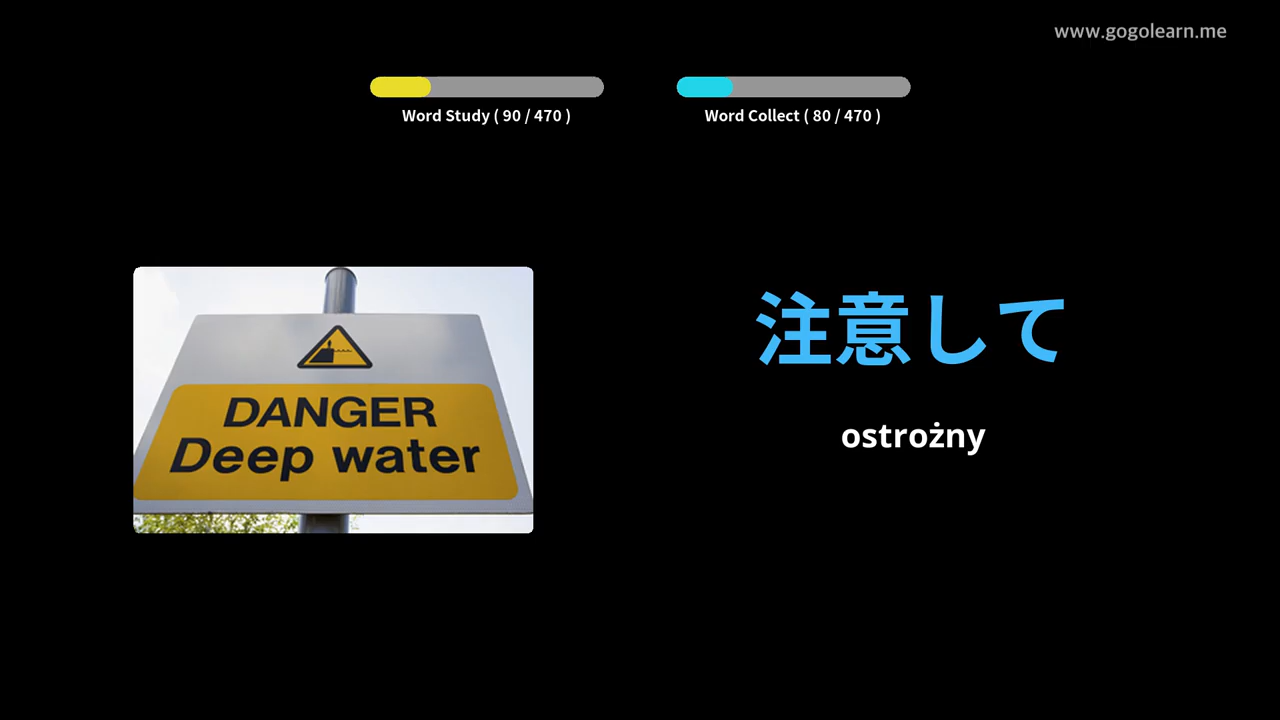 www.gogolearn.me
Word Study ( 90 / 470 )
Word Collect ( 80 / 470 )
DANGER
Deep water
注意して
ostrożny